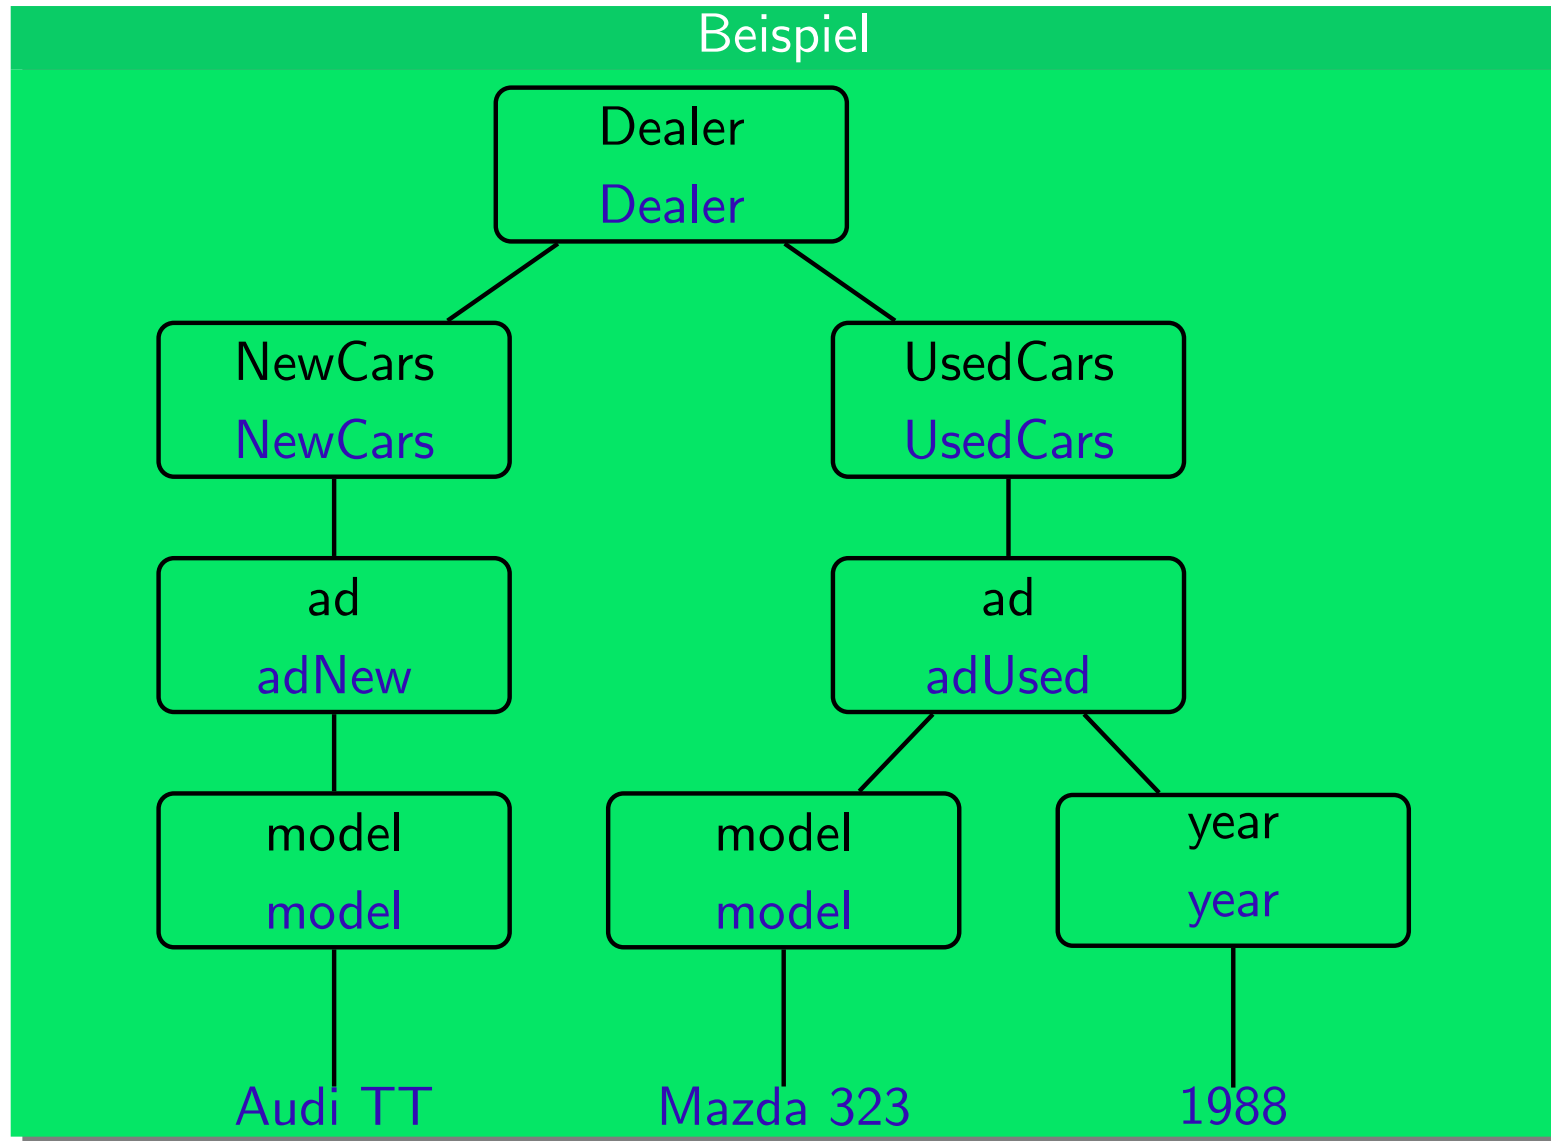 Beispiel
Dealer
Dealer
NewCars
NewCars
UsedCars
UsedCars
ad
adNew
ad
adUsed
model
model
model
model
year
year
Audi TT
Mazda 323
1988